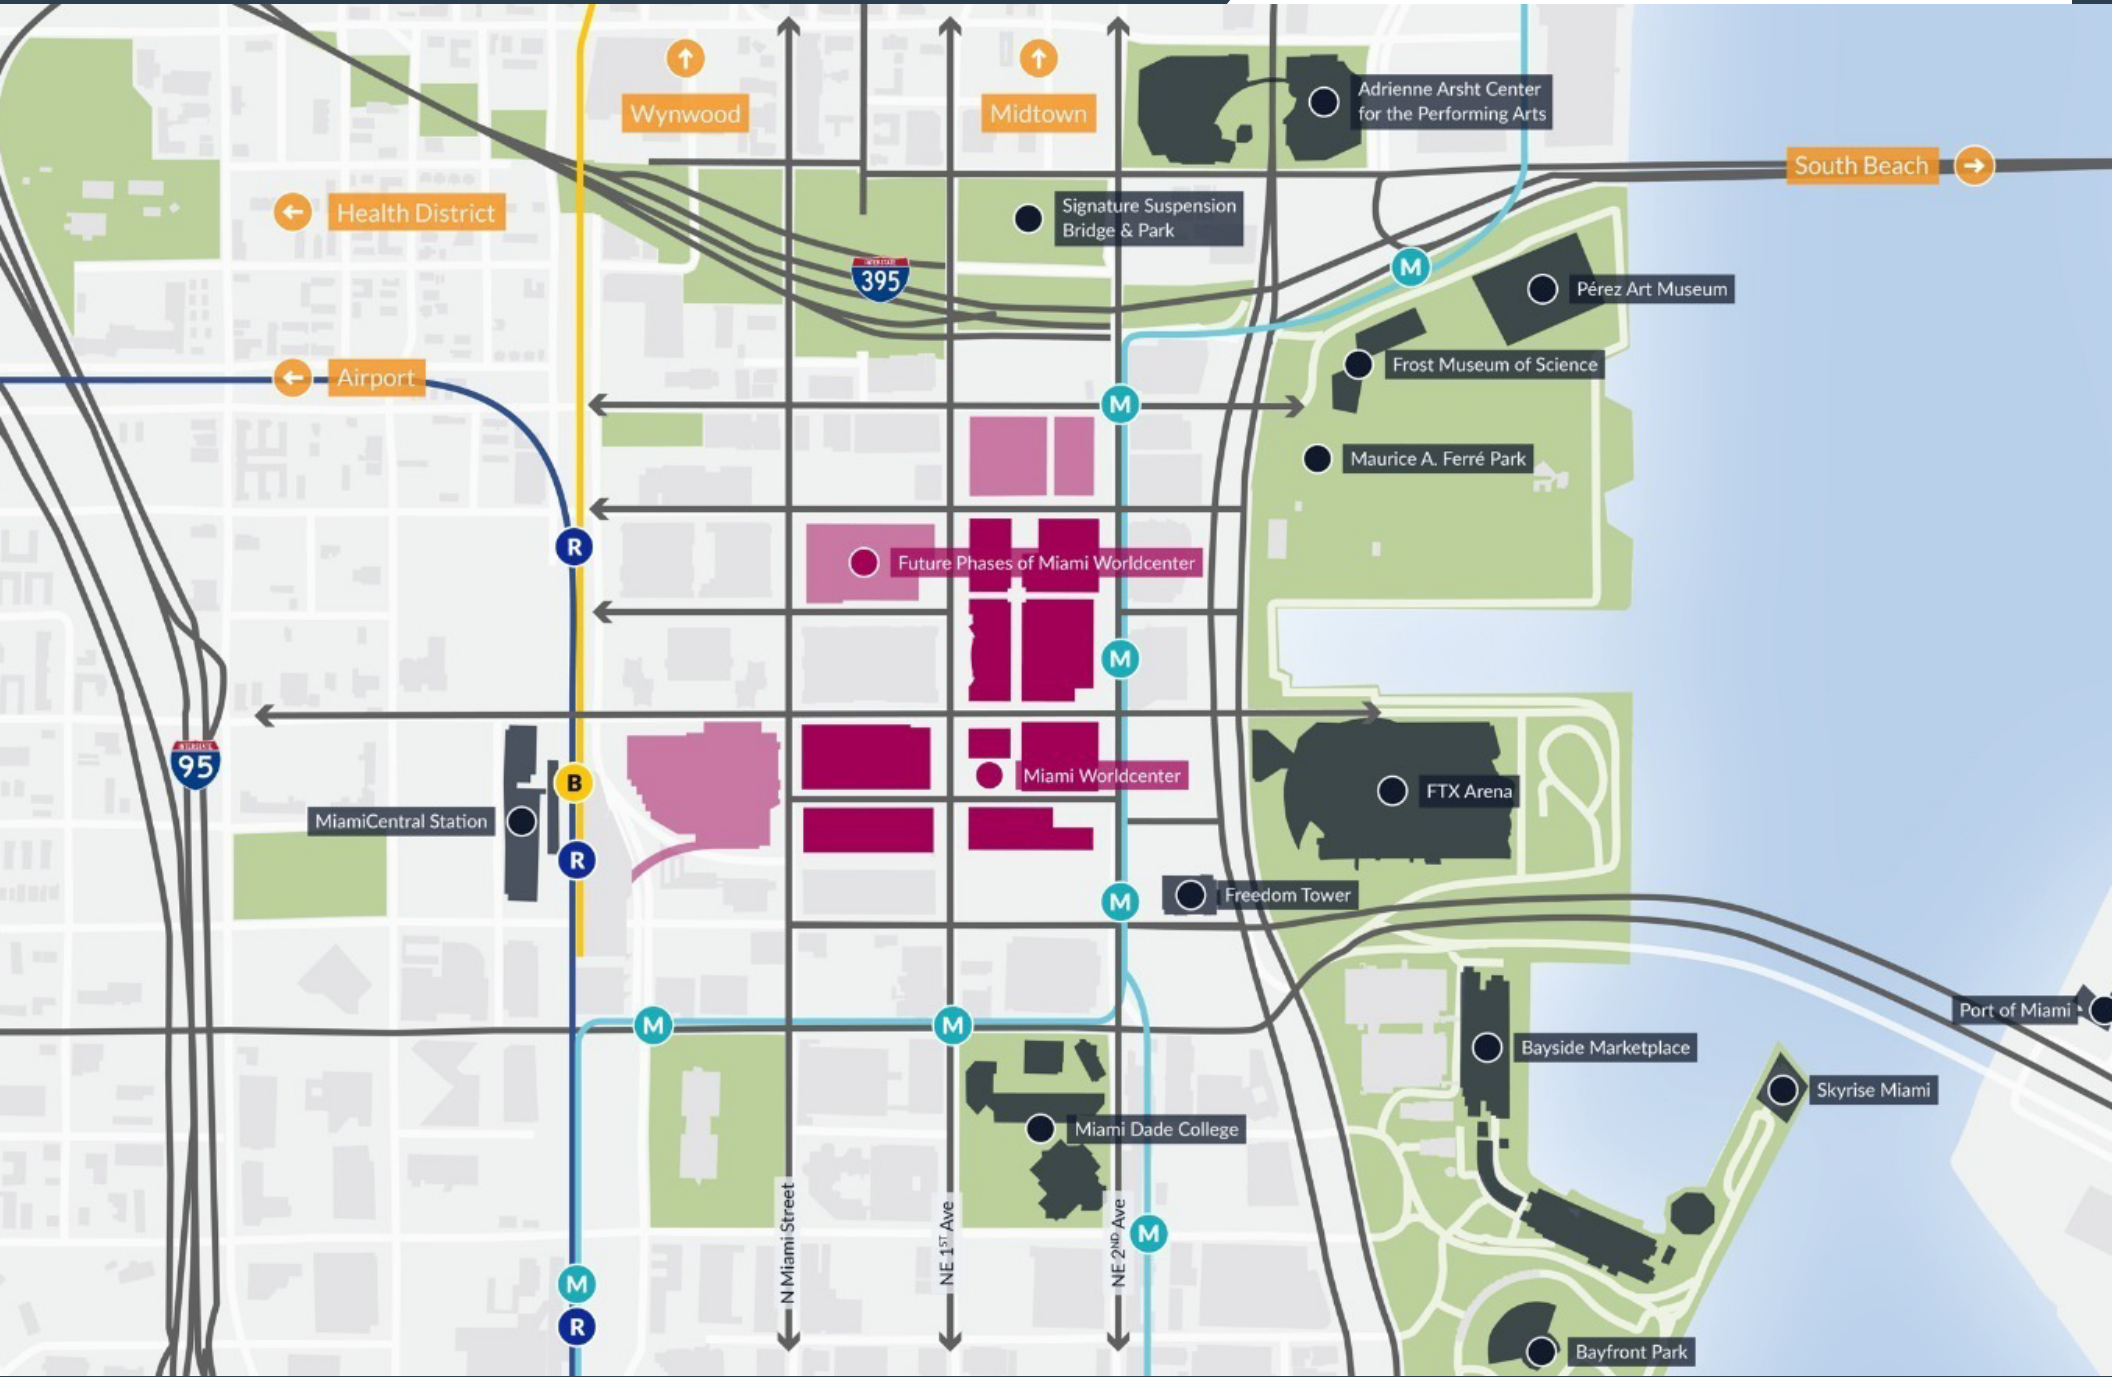 Wynwood
Midtown
Adrienne Arsht Center
for the Performing Arts
South Beach
Health District
Signature Suspension
Bridge & Park
INTERSTATE
395
Pérez Art Museum
Frost Museum of Science
Airport
M
M
Maurice A. Ferré Park
R
Future Phases of Miami Worldcenter
M
INTERSTATE
95
B
Miami Worldcenter
FTX Arena
MiamiCentral Station
R
M
Freedom Tower
Port of Miami
M
M
Bayside Marketplace
Skyrise Miami
Miami Dade College
N Miami Street
NE 1ST Ave
NE 2ND Ave
M
M
R
Bayfront Park